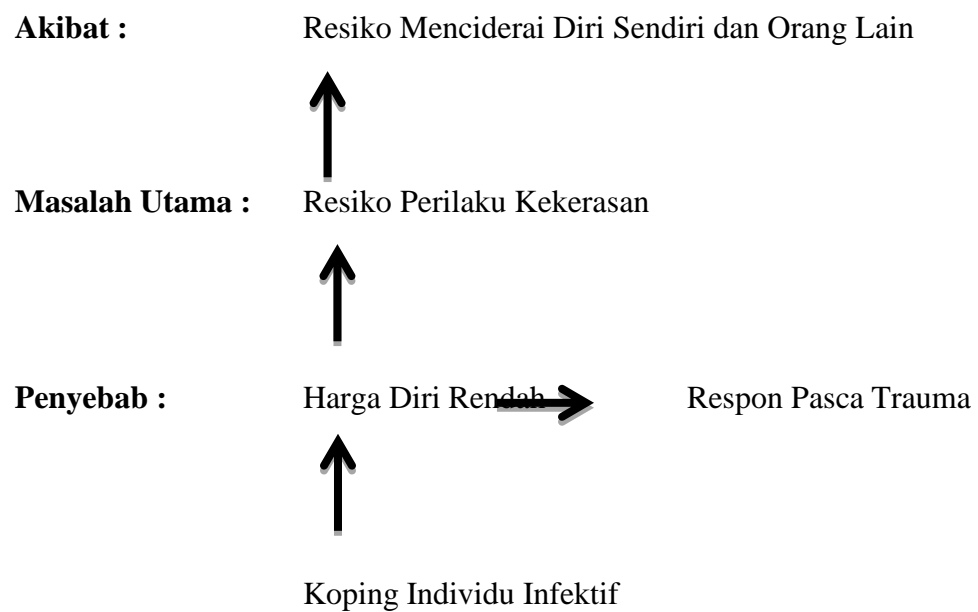 Akibat : Resiko Menciderai Diri Sendiri dan Orang Lain
Masalah Utama : Resiko Perilaku Kekerasan
Penyebab : Harga Diri Rendah Respon Pasca Trauma
Koping Individu Infektif